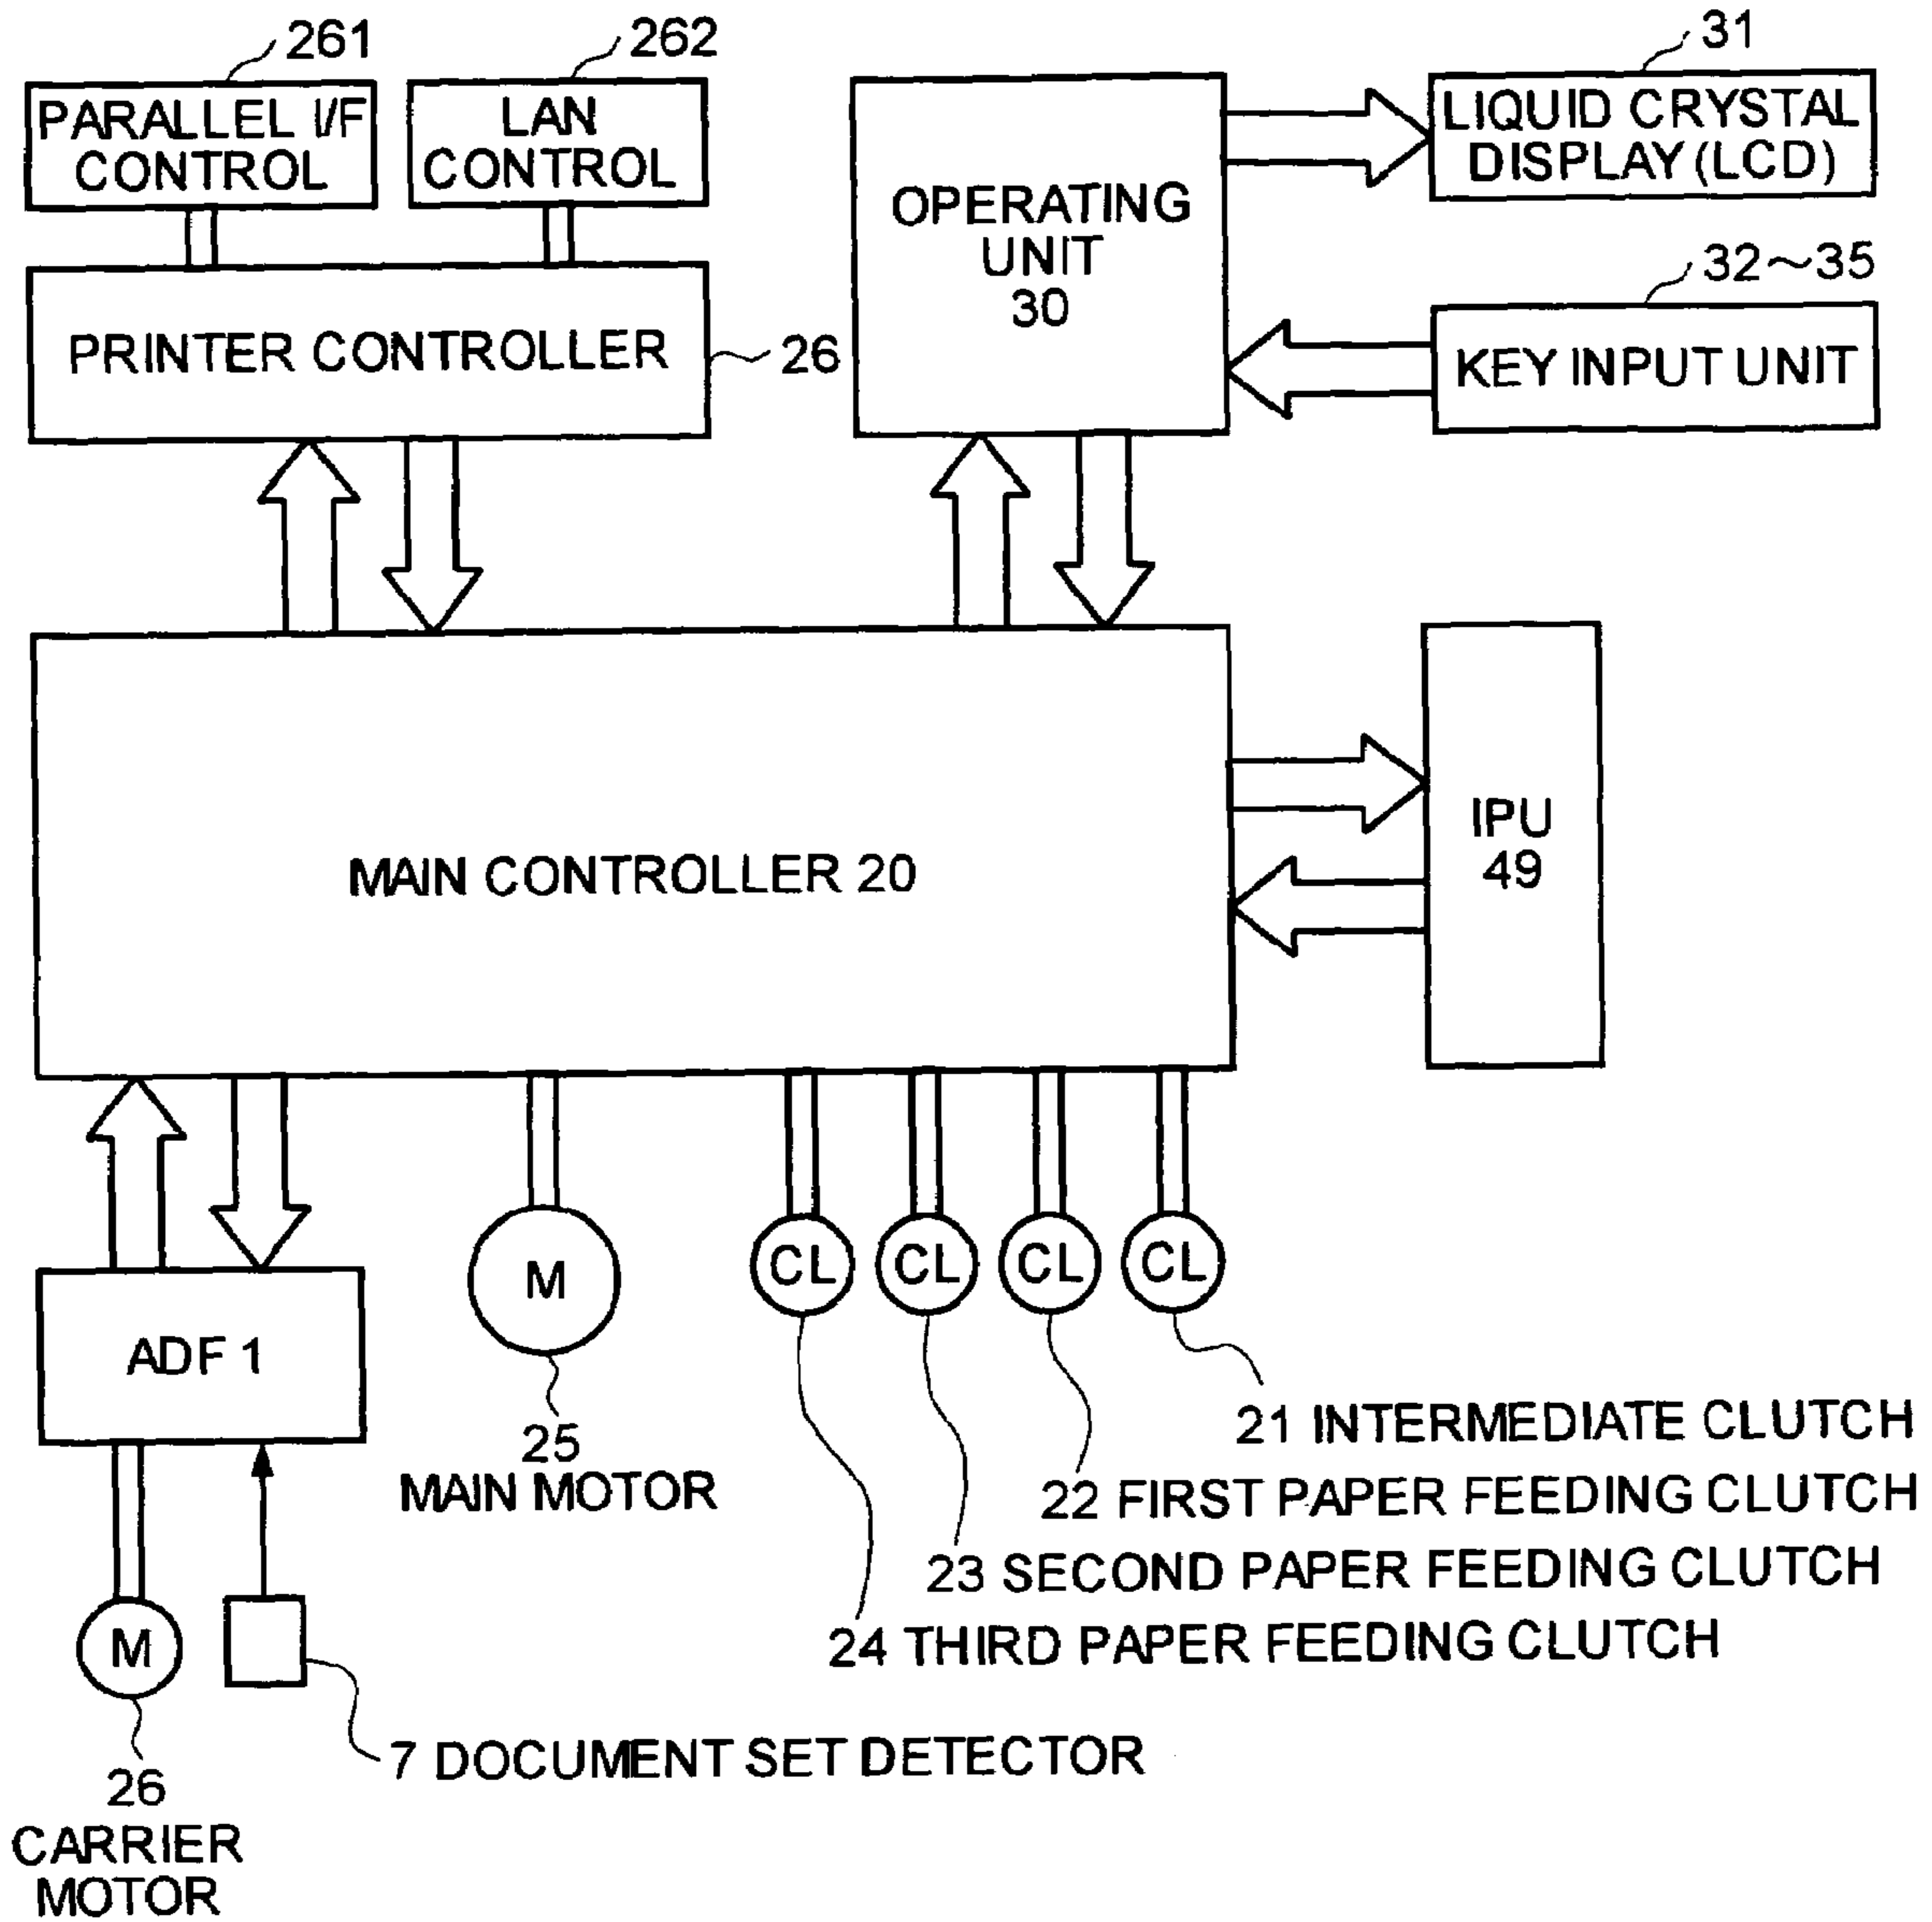 261
262
31
PARALLEL I/F
CONTROL
LAN
CONTROL
LIQUID CRYSTAL
DISPLAY (LCD)
OPERATING
UNIT
30
32～35
PRINTER CONTROLLER
26
KEY INPUT UNIT
MAIN CONTROLLER 20
IPU
49
ADF 1
M
CL
CL
CL
CL
25
MAIN MOTOR
21 INTERMEDIATE CLUTCH
22 FIRST PAPER FEEDING CLUTCH
23 SECOND PAPER FEEDING CLUTCH
24 THIRD PAPER FEEDING CLUTCH
M
7 DOCUMENT SET DETECTOR
26
CARRIER
MOTOR